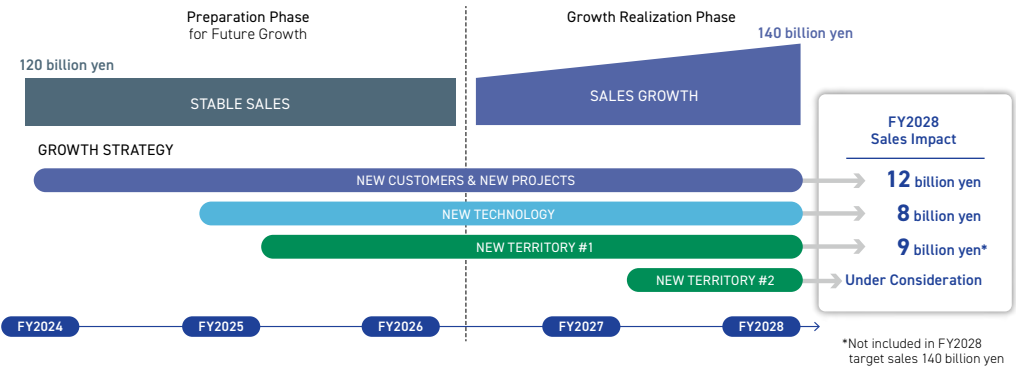 Preparation Phase
for Future Growth
Growth Realization Phase
120 billion yen
140 billion yen
STABLE SALES
SALES GROWTH
GROWTH STRATEGY
NEW CUSTOMERS & NEW PROJECTS
NEW TECHNOLOGY
NEW TERRITORY #1
NEW TERRITORY #2
FY2028
Sales Impact
12 billion yen
8 billion yen
9 billion yen*
Under Consideration
FY2024
FY2025
FY2026
FY2027
FY2028
*Not included in FY2028
target sales 140 billion yen